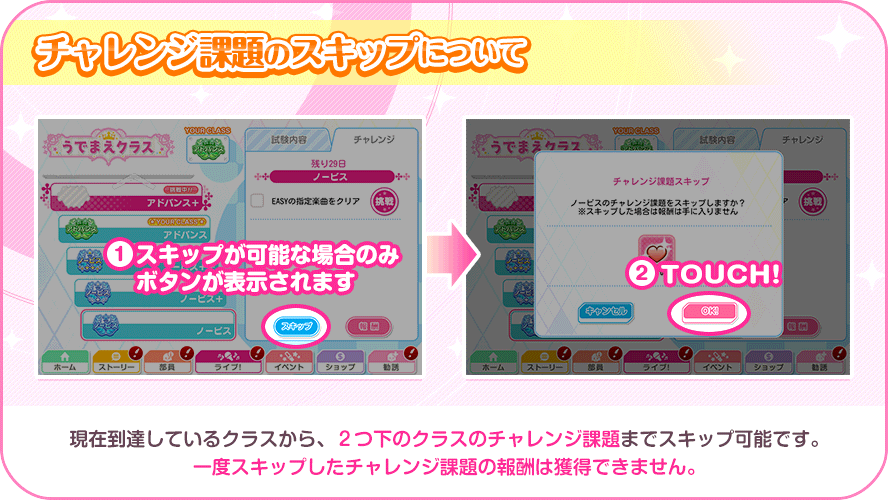 チャレンジ課題のスキップについて
うでまえクラス
YOUR CLASS
アドバンス
試験内容
チャレンジ
残り29日
ノービス
EASYの指定楽曲をクリア
挑戦
挑戦中!!
アドバンス+
YOUR CLASS
アドバンス
ノービス+
ノービス
1 スキップが可能な場合のみ
ボタンが表示されます
スキップ
報酬
ホーム
ストーリー
部員
ライブ!
イベント
ショップ
勧誘
うでまえクラス
YOUR CLASS
試験内容
チャレンジ
チャレンジ課題スキップ
ノービスのチャレンジ課題をスキップしますか?
※スキップした場合は報酬は手に入りません
挑戦
2 TOUCH!
キャンセル
OK!
報酬
ホーム
ストーリー
部員
ライブ!
イベント
ショップ
勧誘
現在到達しているクラスから、２つ下のクラスのチャレンジ課題までスキップ可能です。
一度スキップしたチャレンジ課題の報酬は獲得できません。